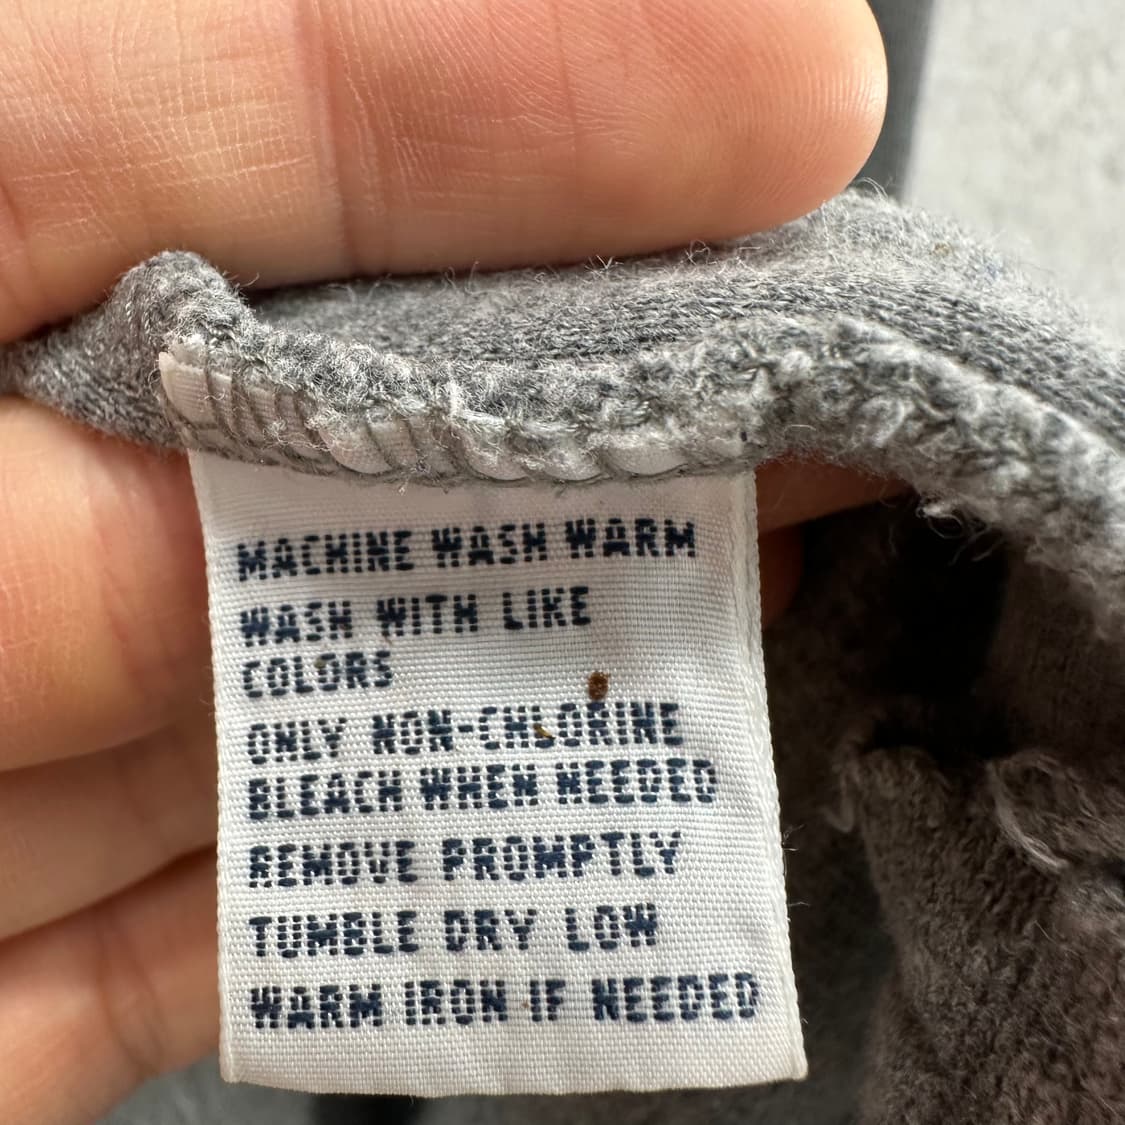 MACHINE WASH WARM
WASH WITH LIKE
COLORS
ONLY NON-CHLORINE
BLEACH WHEN NEEDED
REMOVE PROMPTLY
TUMBLE DRY LOW
WARM IRON IF NEEDED